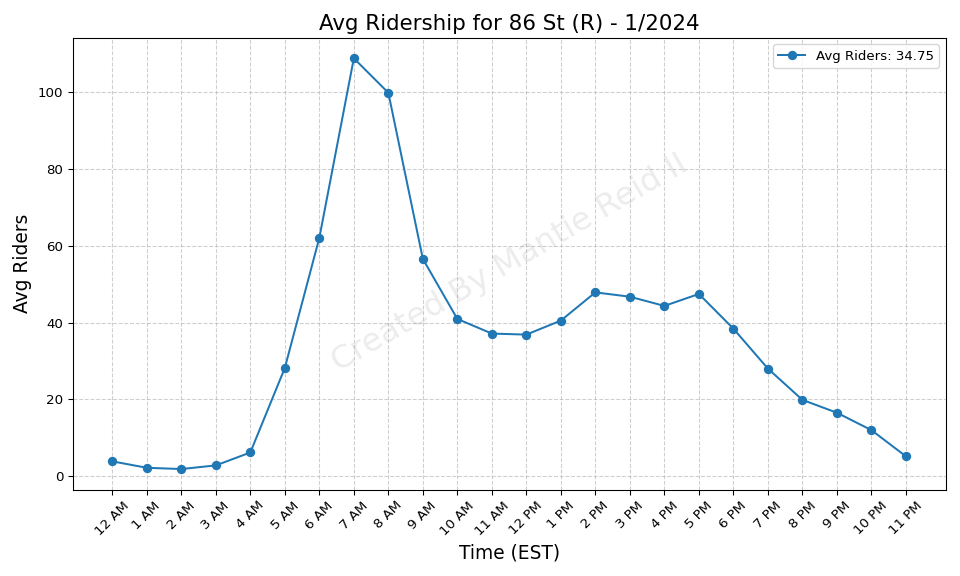 Avg Ridership for 86 St (R) - 1/2024
Avg Riders: 34.75
Avg Riders
100
80
60
40
20
0
Created By Mantie Reid II
12 AM
1 AM
2 AM
3 AM
4 AM
5 AM
6 AM
7 AM
8 AM
9 AM
10 AM
11 AM
12 PM
1 PM
2 PM
3 PM
4 PM
5 PM
6 PM
7 PM
8 PM
9 PM
10 PM
11 PM
Time (EST)